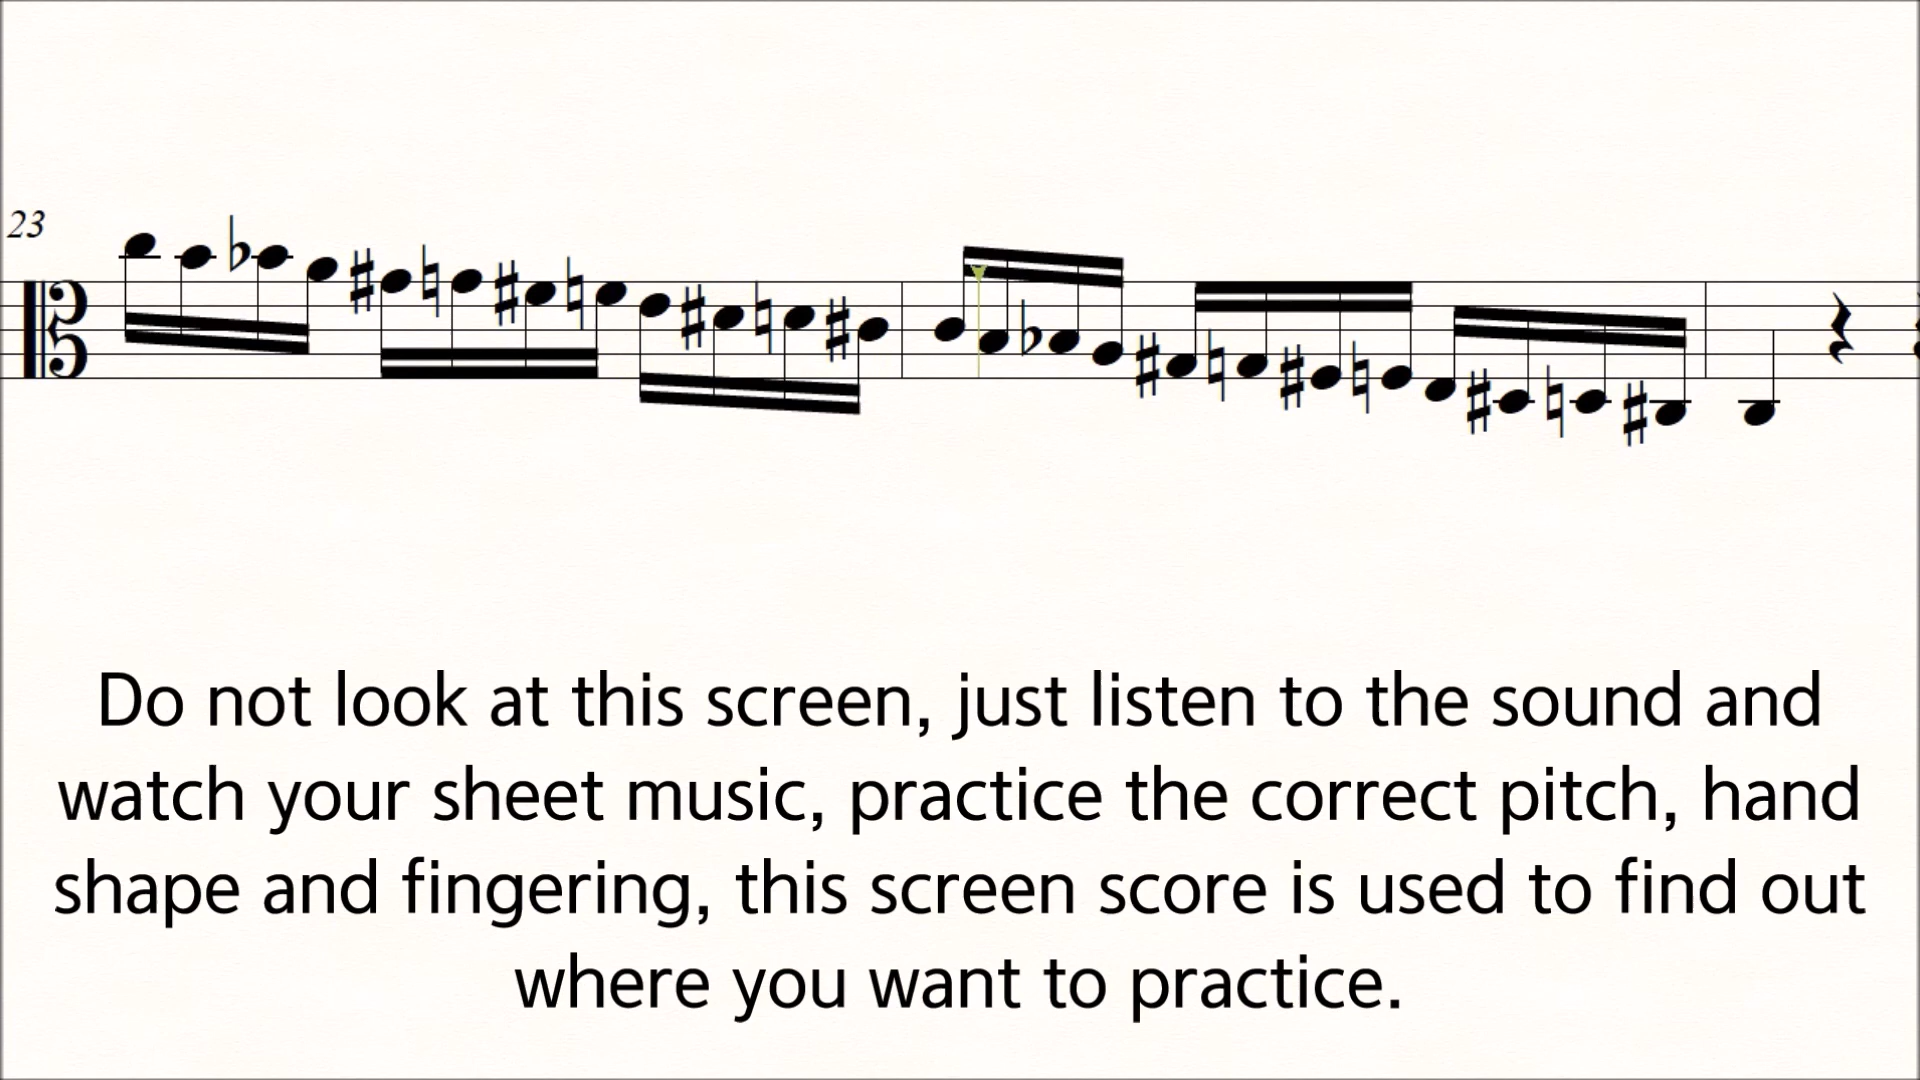 23
Do not look at this screen, just listen to the sound and
watch your sheet music, practice the correct pitch, hand
shape and fingering, this screen score is used to find out
where you want to practice.